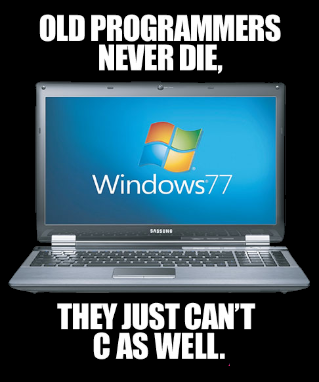 OLD PROGRAMMERS
NEVER DIE,
Windows77
SAMSUNG
THEY JUST CAN'T
C AS WELL.